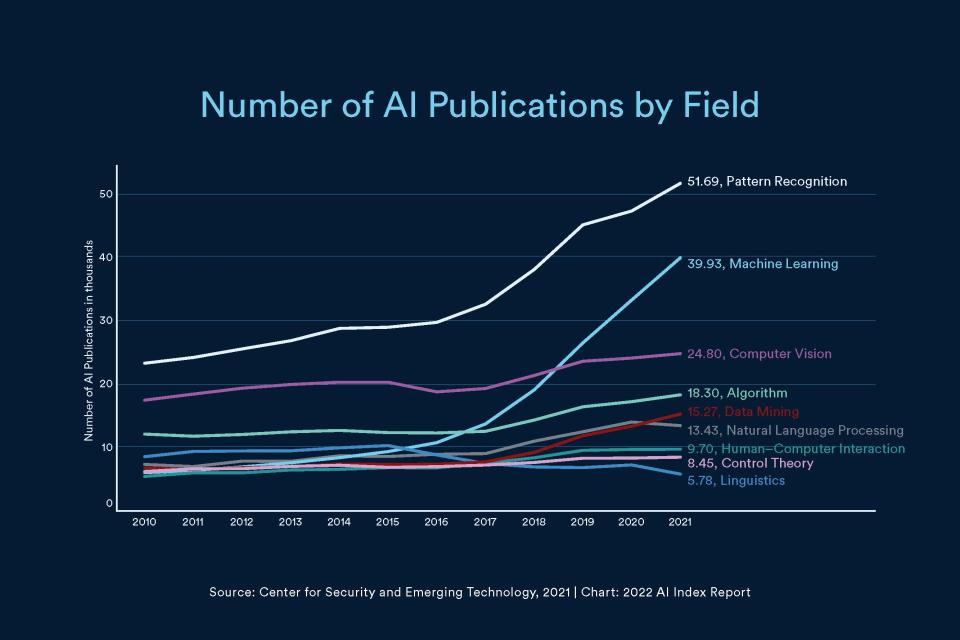 Number of AI Publications by Field
Number of AI Publications in thousands
50
40
30
20
10
0
51.69, Pattern Recognition
39.93, Machine Learning
24.80, Computer Vision
18.30, Algorithm
15.27, Data Mining
13.43, Natural Language Processing
9.70, Human–Computer Interaction
8.45, Control Theory
5.78, Linguistics
2010 2011 2012 2013 2014 2015 2016 2017 2018 2019 2020 2021
Source: Center for Security and Emerging Technology, 2021 | Chart: 2022 AI Index Report